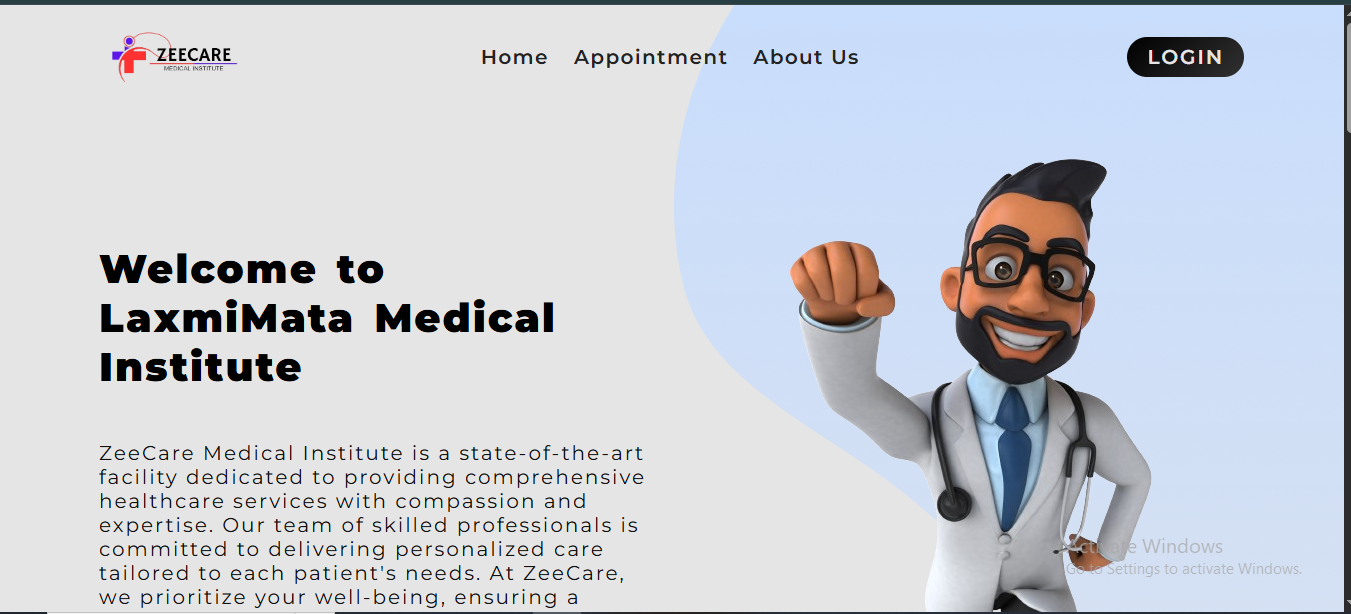 ZEECARE
MEDICAL INSTITUTE
Home Appointment About Us
LOGIN
Welcome to
LaxmiMata Medical
Institute
ZeeCare Medical Institute is a state-of-the-art
facility dedicated to providing comprehensive
healthcare services with compassion and
expertise. Our team of skilled professionals is
committed to delivering personalized care
tailored to each patient's needs. At ZeeCare,
we prioritize your well-being, ensuring a
Activate Windows
Go to Settings to activate Windows.